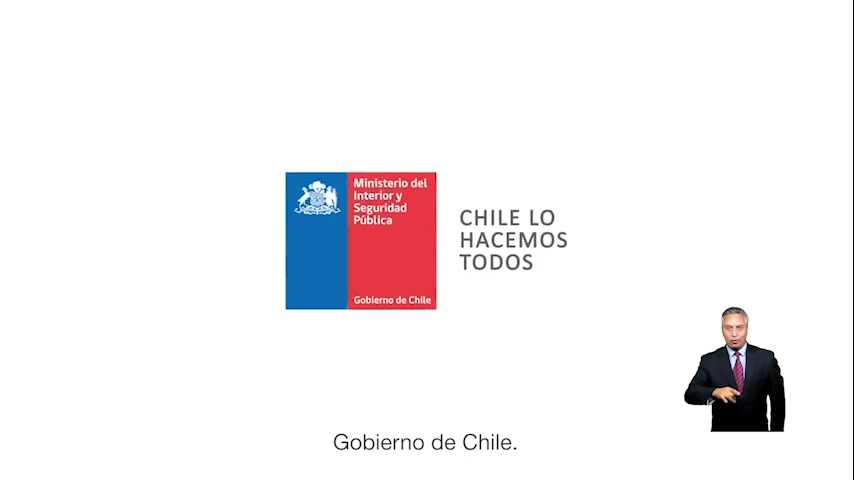 Ministerio del
Interior y
Seguridad
Pública
Gobierno de Chile
CHILE LO
HACEMOS
TODOS
Gobierno de Chile.